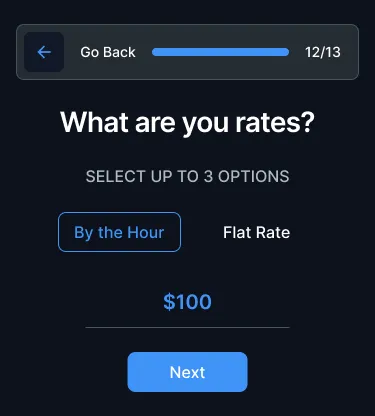 Go Back 12/13
What are you rates?
SELECT UP TO 3 OPTIONS
By the Hour Flat Rate
$100
Next